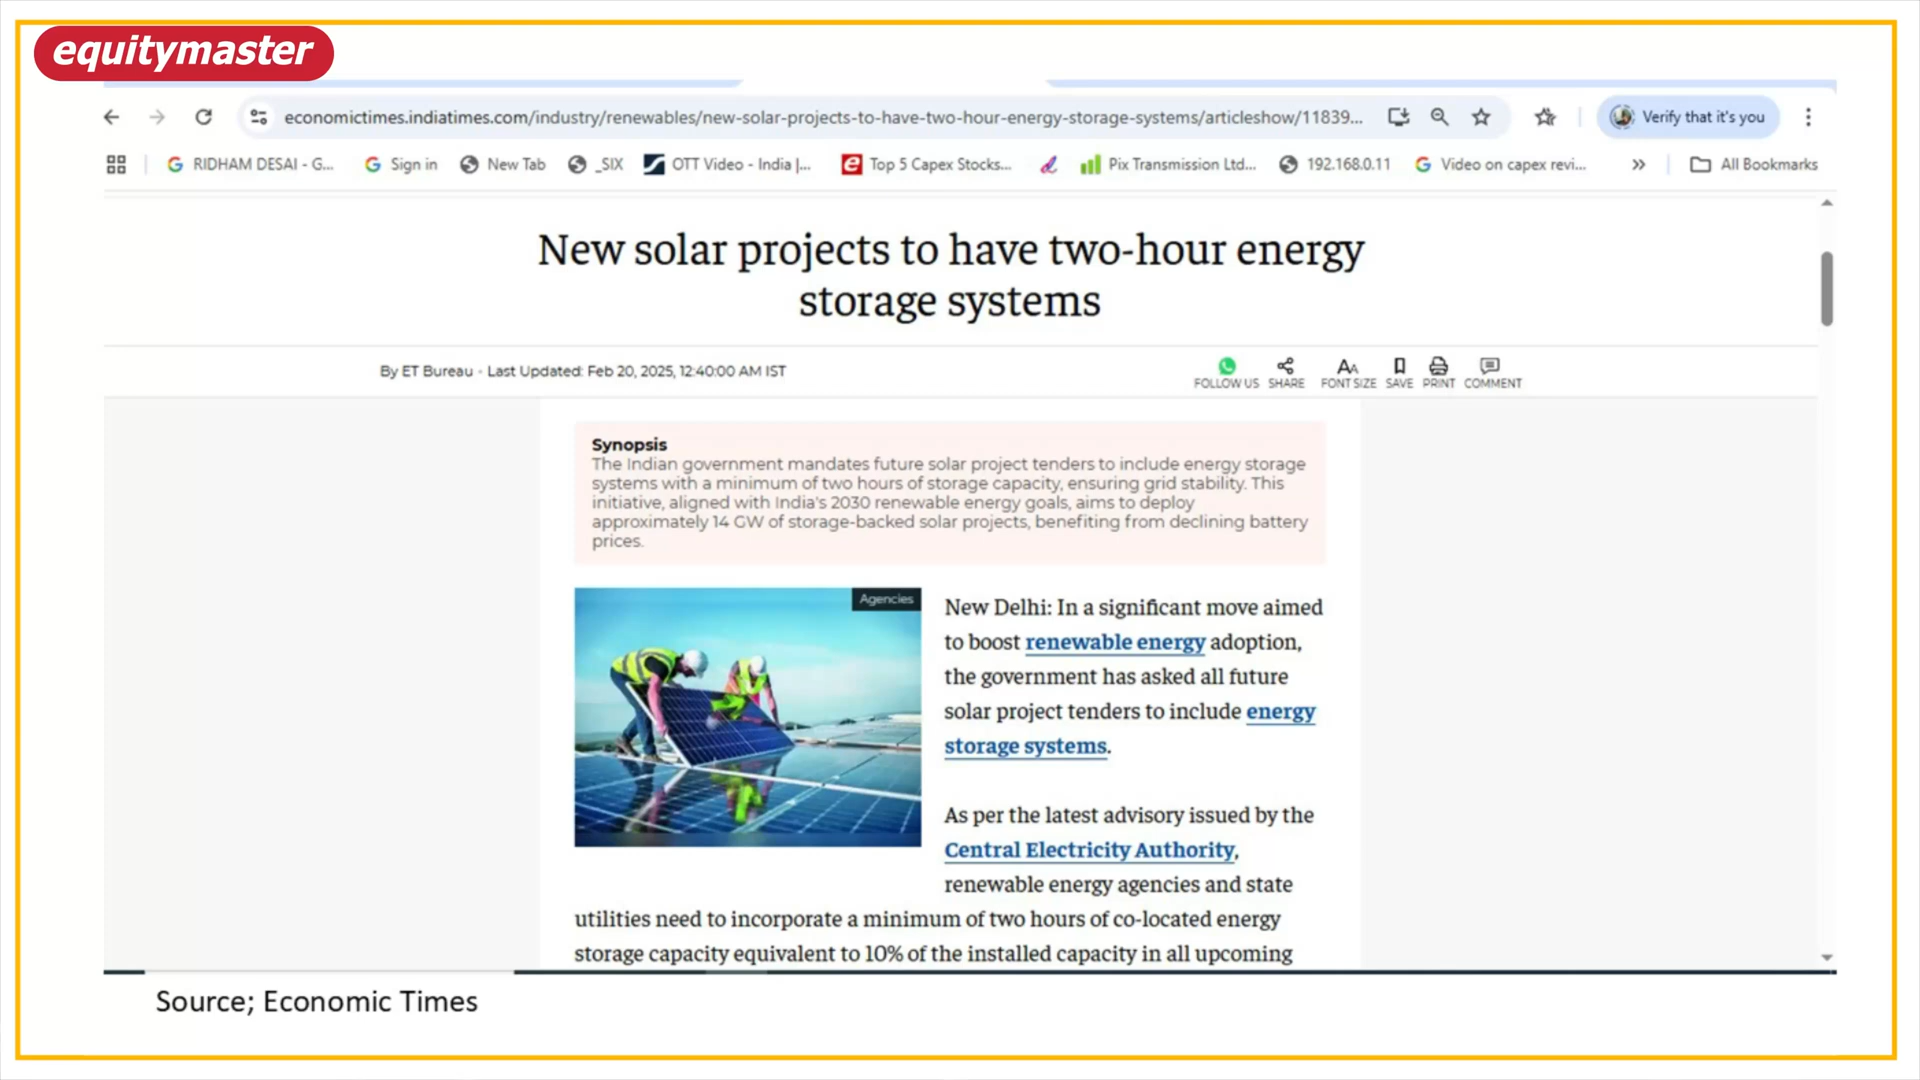 equitymaster
economictimes.indiatimes.com/industry/renewables/new-solar-projects-to-have-two-hour-energy-storage-systems/articleshow/11839...
Verify that it's you
RIDHAM DESAI - G...
Sign in
New Tab
_SIX
OTT Video - India |...
Top 5 Capex Stocks...
Pix Transmission Ltd...
192.168.0.11
Video on capex revi...
All Bookmarks
New solar projects to have two-hour energy
storage systems
By ET Bureau - Last Updated: Feb 20, 2025, 12:40:00 AM IST
FOLLOW US
SHARE
FONT SIZE
SAVE
PRINT
COMMENT
Synopsis
The Indian government mandates future solar project tenders to include energy storage
systems with a minimum of two hours of storage capacity, ensuring grid stability. This
initiative, aligned with India's 2030 renewable energy goals, aims to deploy
approximately 14 GW of storage-backed solar projects, benefiting from declining battery
prices.
Agencies
New Delhi: In a significant move aimed
to boost renewable energy adoption,
the government has asked all future
solar project tenders to include energy
storage systems.
As per the latest advisory issued by the
Central Electricity Authority,
renewable energy agencies and state
utilities need to incorporate a minimum of two hours of co-located energy
storage capacity equivalent to 10% of the installed capacity in all upcoming
Source; Economic Times